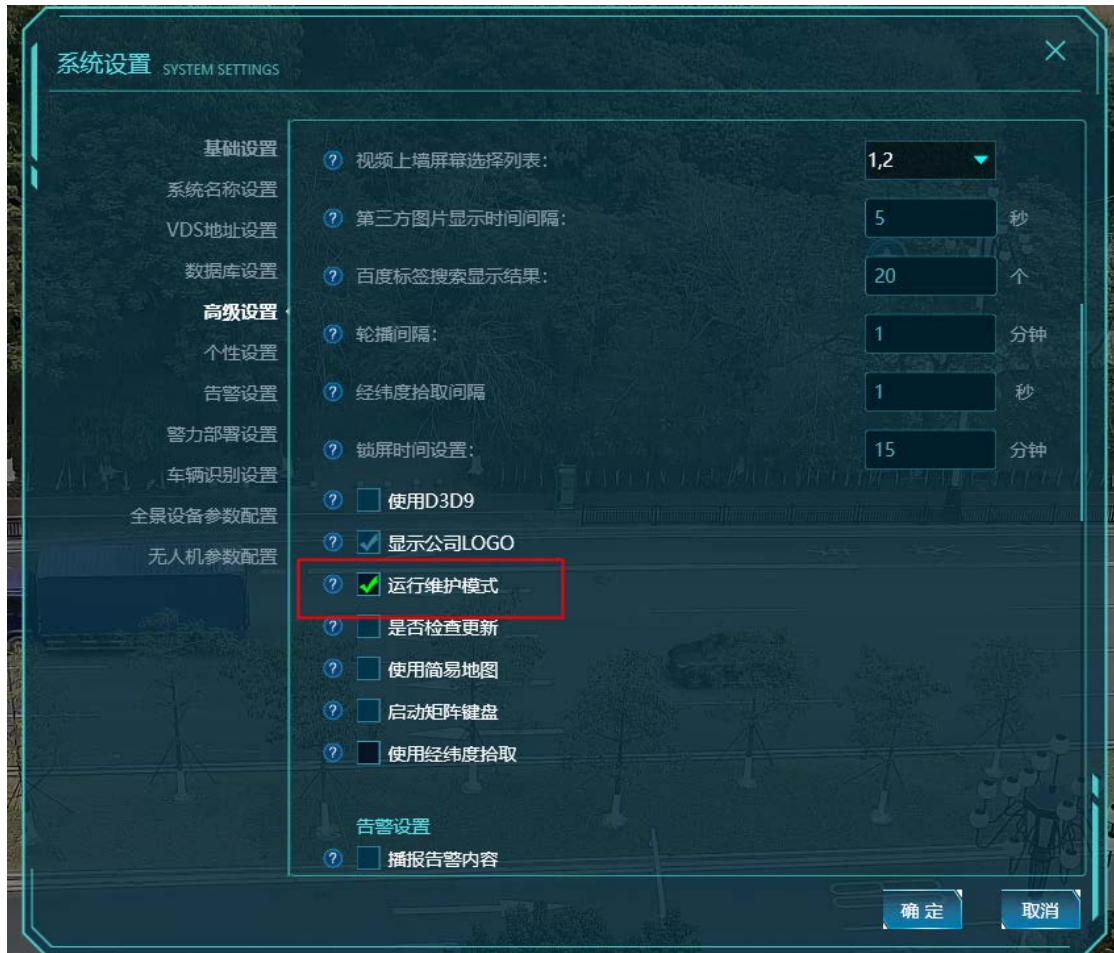 系统设置 SYSTEM SETTINGS
基础设置
系统名称设置
VDS地址设置
数据库设置
高级设置
个性设置
告警设置
警力部署设置
车辆识别设置
全景设备参数配置
无人机参数配置
? 视频上墙屏幕选择列表: 1,2
? 第三方图片显示时间间隔: 5 秒
? 百度标签搜索显示结果: 20 个
? 轮播间隔: 1 分钟
? 经纬度拾取间隔 1 秒
? 锁屏时间设置: 15 分钟
? 使用D3D9
? 显示公司LOGO
? 运行维护模式
? 是否检查更新
? 使用简易地图
? 启动矩阵键盘
? 使用经纬度拾取
告警设置
? 播报告警内容
确定 取消